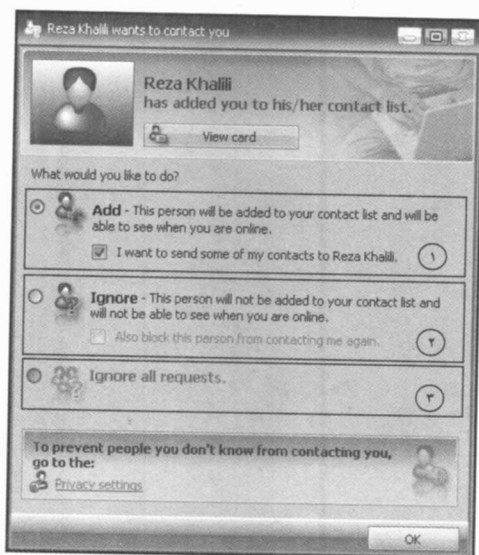 Reza Khalili wants to contact you
Reza Khalili
has added you to his/her contact list.
View card
What would you like to do?
Add - This person will be added to your contact list and will be
able to see when you are online.
I want to send some of my contacts to Reza Khalili.
۱
Ignore - This person will not be added to your contact list and
will not be able to see when you are online.
Also block this person from contacting me again.
۲
Ignore all requests.
۳
To prevent people you don't know from contacting you,
go to the:
Privacy settings
OK